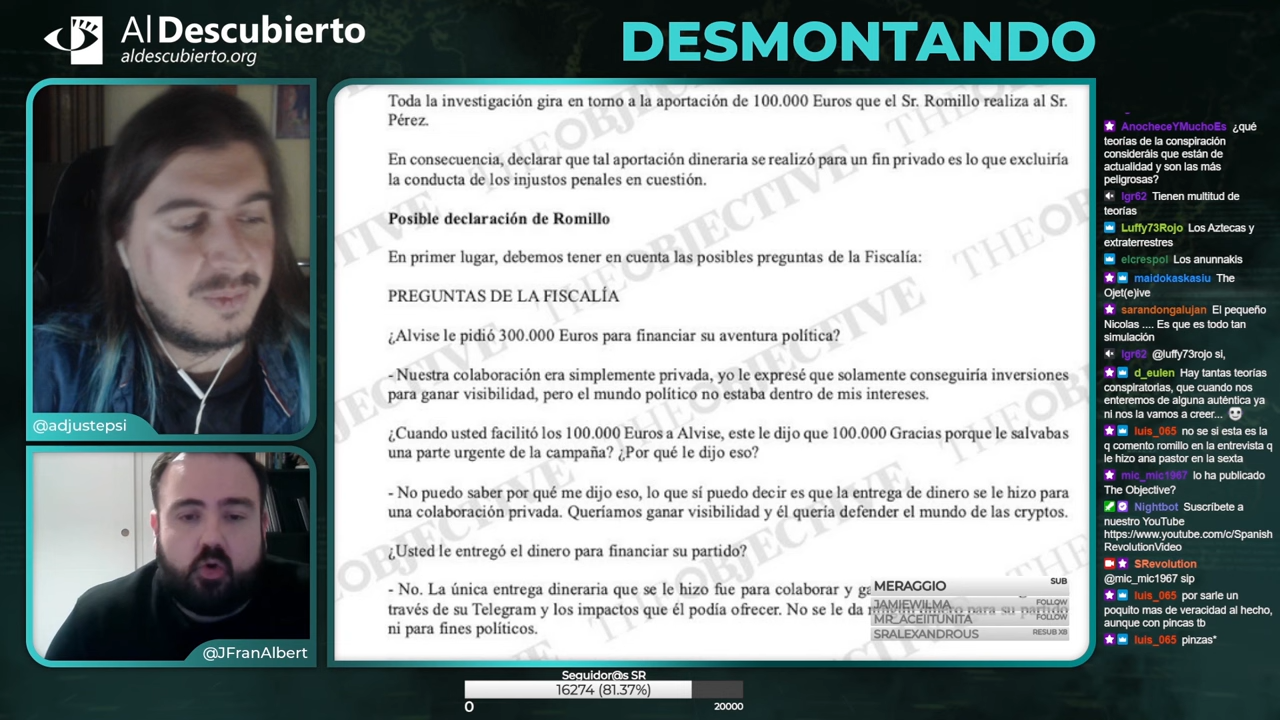 Al Descubierto
aldescubierto.org
DESMONTANDO
Toda la investigación gira en torno a la aportación de 100.000 Euros que el Sr. Romillo realiza al Sr.
Pérez.
En consecuencia, declarar que tal aportación dineraria se realizó para un fin privado es lo que excluiría
la conducta de los injustos penales en cuestión.
Posible declaración de Romillo
En primer lugar, debemos tener en cuenta las posibles preguntas de la Fiscalía:
PREGUNTAS DE LA FISCALÍA
¿Alvise le pidió 300.000 Euros para financiar su aventura política?
- Nuestra colaboración era simplemente privada, yo le expresé que solamente conseguiría inversiones
para ganar visibilidad, pero el mundo político no estaba dentro de mis intereses.
¿Cuando usted facilitó los 100.000 Euros a Alvise, este le dijo que 100.000 Gracias porque le salvabas
una parte urgente de la campaña? ¿Por qué le dijo eso?
- No puedo saber por qué me dijo eso, lo que sí puedo decir es que la entrega de dinero se le hizo para
una colaboración privada. Queríamos ganar visibilidad y él quería defender el mundo de las cryptos.
¿Usted le entregó el dinero para financiar su partido?
- No. La única entrega dineraria que se le hizo fue para colaborar y ga
través de su Telegram y los impactos que él podía ofrecer. No se le da ningún dinero para su partido
ni para fines políticos.
THE OBJECTIVE
MERAGGIO SUB
JAMIEWILMA FOLLOW
MR_ACEIITUNITA FOLLOW
SRALEXANDROUS RESUB X8
@adjustepsi
@JFranAlbert
Seguidor@s SR
16274 (81.37%)
0 20000
AnocheceYMuchoEs ¿qué
teorías de la conspiración
consideráis que están de
actualidad y son las más
peligrosas?
lgr62 Tienen multitud de
teorías
Luffy73Rojo Los Aztecas y
extraterrestres
elcrespol Los anunnakis
maidokaskasiu The
Ojet(e)ive
sarandongalujan El pequeño
Nicolas .... Es que es todo tan
simulación
lgr62 @luffy73rojo si,
d_eulen Hay tantas teorías
conspiratorias, que cuando nos
enteremos de alguna auténtica ya
ni nos la vamos a creer...
luis_065 no se si esta es la
q comento romillo en la entrevista q
le hizo ana pastor en la sexta
mic_mic1967 lo ha publicado
The Objective?
Nightbot Suscríbete a
nuestro YouTube
https://www.youtube.com/c/Spanish
RevolutionVideo
SRevolution
@mic_mic1967 sip
luis_065 por sarle un
poquito mas de veracidad al hecho,
aunque con pincas tb
luis_065 pinzas*